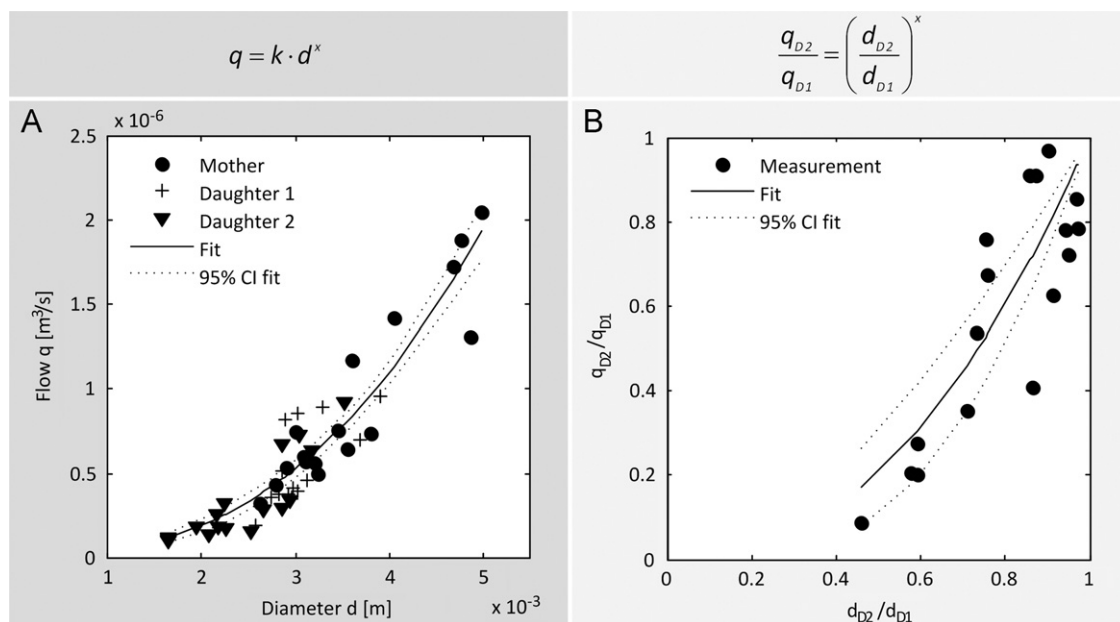 q = k · d^x
q_D2 / q_D1 = (d_D2 / d_D1)^x
A
x 10^-6
2.5
2
1.5
1
0.5
0
Flow q [m³/s]
Mother
Daughter 1
Daughter 2
Fit
95% CI fit
1 2 3 4 5
Diameter d [m]
x 10^-3
B
1
0.8
0.6
0.4
0.2
0
q_D2/q_D1
Measurement
Fit
95% CI fit
0 0.2 0.4 0.6 0.8 1
d_D2/d_D1